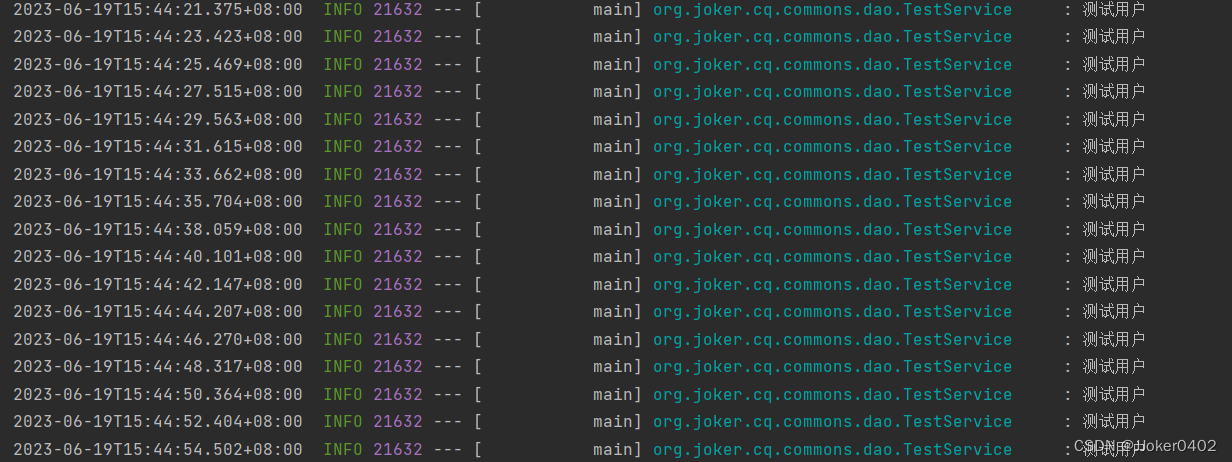 2023-06-19T15:44:21.375+08:00  INFO 21632 --- [           main] org.joker.cq.commons.dao.TestService     : 测试用户
2023-06-19T15:44:23.423+08:00  INFO 21632 --- [           main] org.joker.cq.commons.dao.TestService     : 测试用户
2023-06-19T15:44:25.469+08:00  INFO 21632 --- [           main] org.joker.cq.commons.dao.TestService     : 测试用户
2023-06-19T15:44:27.515+08:00  INFO 21632 --- [           main] org.joker.cq.commons.dao.TestService     : 测试用户
2023-06-19T15:44:29.563+08:00  INFO 21632 --- [           main] org.joker.cq.commons.dao.TestService     : 测试用户
2023-06-19T15:44:31.615+08:00  INFO 21632 --- [           main] org.joker.cq.commons.dao.TestService     : 测试用户
2023-06-19T15:44:33.662+08:00  INFO 21632 --- [           main] org.joker.cq.commons.dao.TestService     : 测试用户
2023-06-19T15:44:35.704+08:00  INFO 21632 --- [           main] org.joker.cq.commons.dao.TestService     : 测试用户
2023-06-19T15:44:38.059+08:00  INFO 21632 --- [           main] org.joker.cq.commons.dao.TestService     : 测试用户
2023-06-19T15:44:40.101+08:00  INFO 21632 --- [           main] org.joker.cq.commons.dao.TestService     : 测试用户
2023-06-19T15:44:42.147+08:00  INFO 21632 --- [           main] org.joker.cq.commons.dao.TestService     : 测试用户
2023-06-19T15:44:44.207+08:00  INFO 21632 --- [           main] org.joker.cq.commons.dao.TestService     : 测试用户
2023-06-19T15:44:46.270+08:00  INFO 21632 --- [           main] org.joker.cq.commons.dao.TestService     : 测试用户
2023-06-19T15:44:48.317+08:00  INFO 21632 --- [           main] org.joker.cq.commons.dao.TestService     : 测试用户
2023-06-19T15:44:50.364+08:00  INFO 21632 --- [           main] org.joker.cq.commons.dao.TestService     : 测试用户
2023-06-19T15:44:52.404+08:00  INFO 21632 --- [           main] org.joker.cq.commons.dao.TestService     : 测试用户
2023-06-19T15:44:54.502+08:00  INFO 21632 --- [           main] org.joker.cq.commons.dao.TestService     : 测试用户
CSDN @JJoker0402